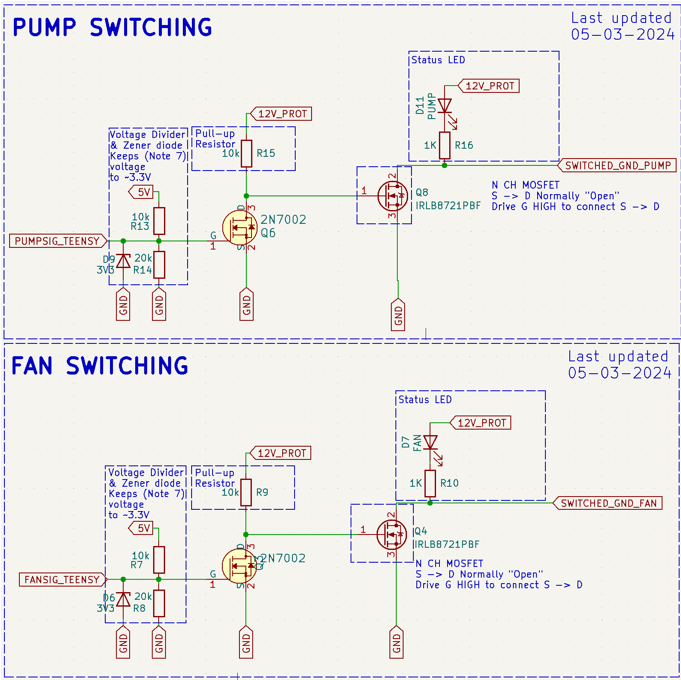 PUMP SWITCHING
Last updated
05-03-2024
Status LED
12V_PROT
D11
PUMP
1K
R16
12V_PROT
Voltage Divider
& Zener diode
Keeps (Note 7)
voltage
to ~3.3V
Pull-up
Resistor
10k
R15
SWITCHED_GND_PUMP
5V
1
2
3
Q8
IRLB8721PBF
N CH MOSFET
S -> D Normally "Open"
Drive G HIGH to connect S -> D
10k
R13
D
3
2N7002
Q6
G
1
S
2
PUMPSIG_TEENSY
D9
3V3
20k
R14
GND
GND
GND
GND
FAN SWITCHING
Last updated
05-03-2024
Status LED
12V_PROT
D7
FAN
1K
R10
12V_PROT
Voltage Divider
& Zener diode
Keeps (Note 7)
voltage
to ~3.3V
Pull-up
Resistor
10k
R9
SWITCHED_GND_FAN
5V
1
2
3
Q4
IRLB8721PBF
N CH MOSFET
S -> D Normally "Open"
Drive G HIGH to connect S -> D
10k
R7
D
2N7002
G
1
S
2
FANSIG_TEENSY
D6
3V3
20k
R8
GND
GND
GND
GND